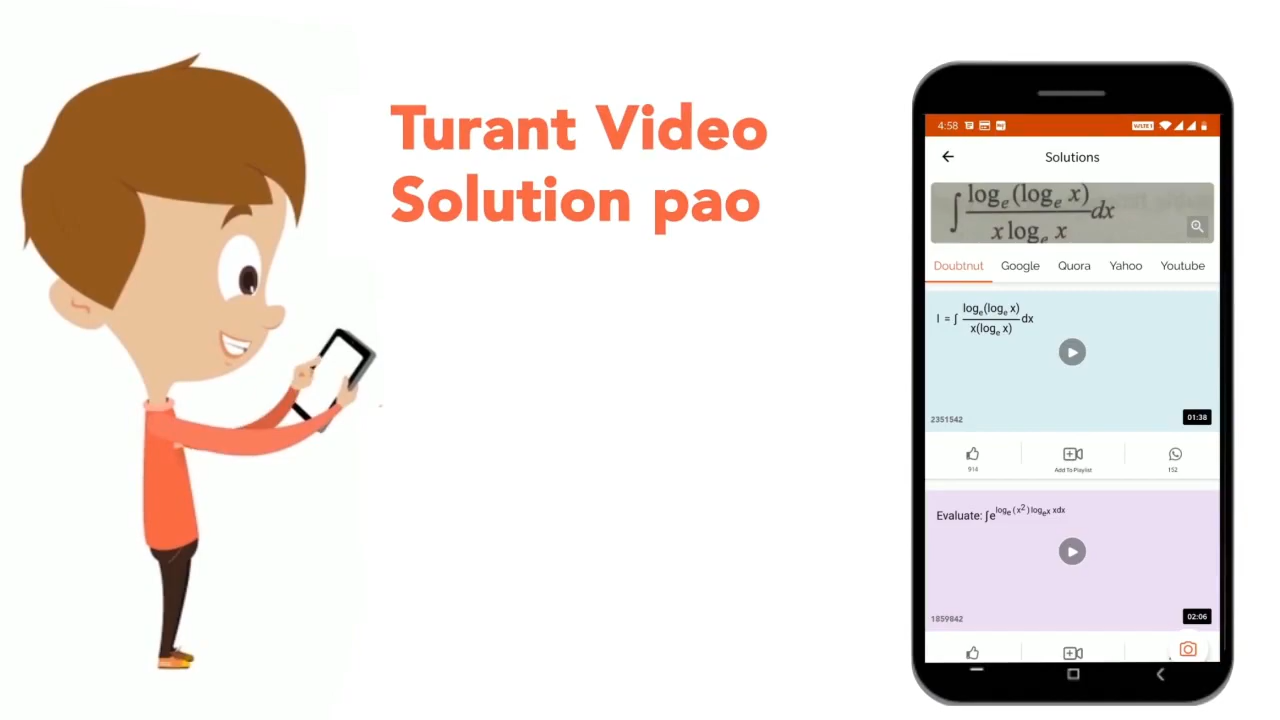 Turant Video
Solution pao
4:58
VoLTE1
Solutions
∫ logₑ(logₑ x) / x logₑ x dx
Doubtnut Google Quora Yahoo Youtube
I = ∫ logₑ(logₑ x) / x(logₑ x) dx
2351542 01:38
914 Add To Playlist 152
Evaluate: ∫e^logₑ(x²)logₑx xdx
1859842 02:06